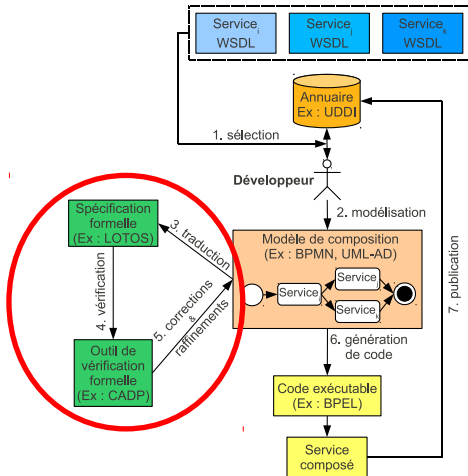 Service i
WSDL
Service j
WSDL
Service k
WSDL
Annuaire
Ex : UDDI
1. sélection
Développeur
2. modélisation
Spécification
formelle
(Ex : LOTOS)
3. traduction
Modèle de composition
(Ex : BPMN, UML-AD)
Service i
Service j
Service k
4. vérification
5. corrections
&
raffinements
7. publication
6. génération
de code
Outil de
vérification
formelle
(Ex : CADP)
Code exécutable
(Ex : BPEL)
Service
composé